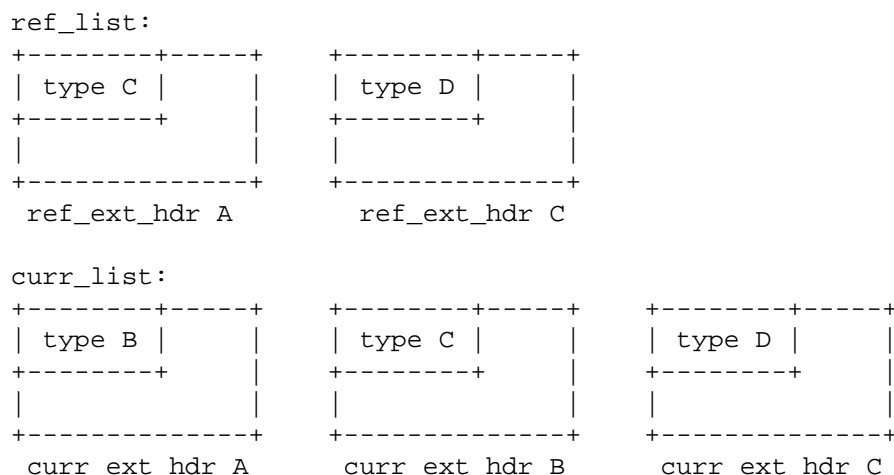 ref_list:
+--------+-----+     +--------+-----+
| type C |     |     | type D |     |
+--------+     |     +--------+     |
|              |     |              |
+--------------+     +--------------+
 ref_ext_hdr A        ref_ext_hdr C
curr_list:
+--------+-----+     +--------+-----+     +--------+-----+
| type B |     |     | type C |     |     | type D |     |
+--------+     |     +--------+     |     +--------+     |
|              |     |              |     |              |
+--------------+     +--------------+     +--------------+
 curr_ext_hdr A       curr_ext_hdr B       curr_ext_hdr C